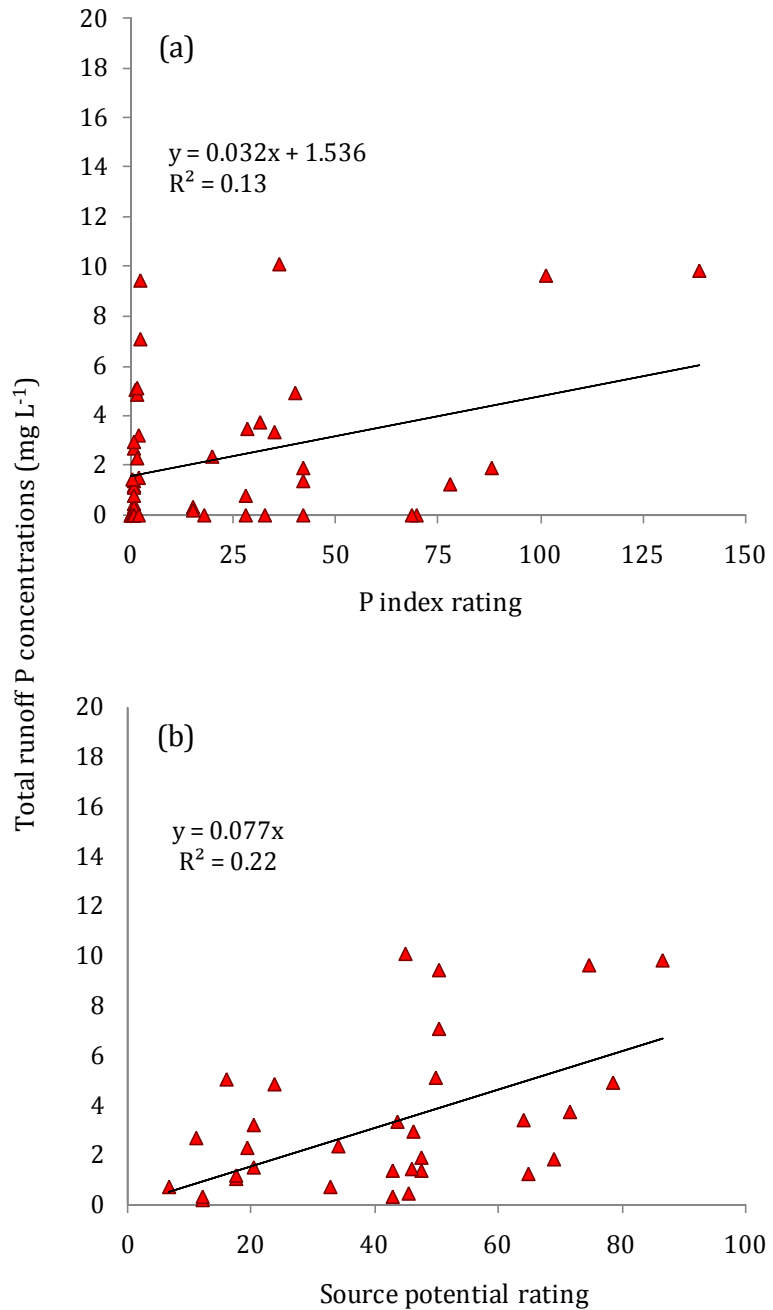 Total runoff P concentrations (mg L⁻¹)
(a)
y = 0.032x + 1.536
R² = 0.13
20
18
16
14
12
10
8
6
4
2
0
0 25 50 75 100 125 150
P index rating
(b)
y = 0.077x
R² = 0.22
20
18
16
14
12
10
8
6
4
2
0
0 20 40 60 80 100
Source potential rating